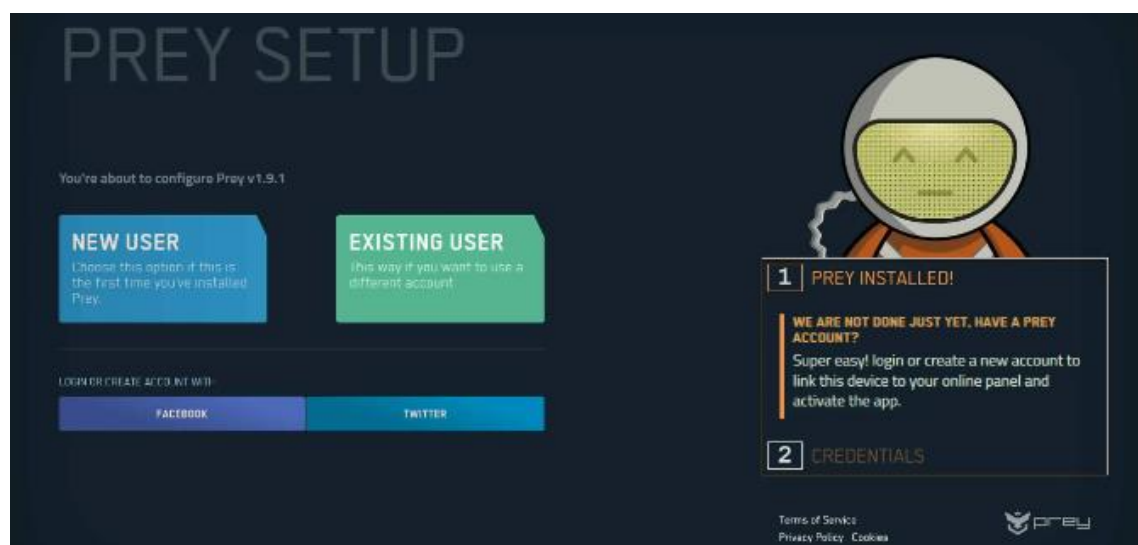 PREY SETUP
You're about to configure Prey v1.9.1
NEW USER
Choose this option if this is
the first time you've installed
Prey.
EXISTING USER
This way if you want to use a
different account
LOGIN OR CREATE ACCOUNT WITH
FACEBOOK
TWITTER
1 PREY INSTALLED!
WE ARE NOT DONE JUST YET, HAVE A PREY
ACCOUNT?
Super easy! login or create a new account to
link this device to your online panel and
activate the app.
2 CREDENTIALS
Terms of Service
Privacy Policy Cookies
prey